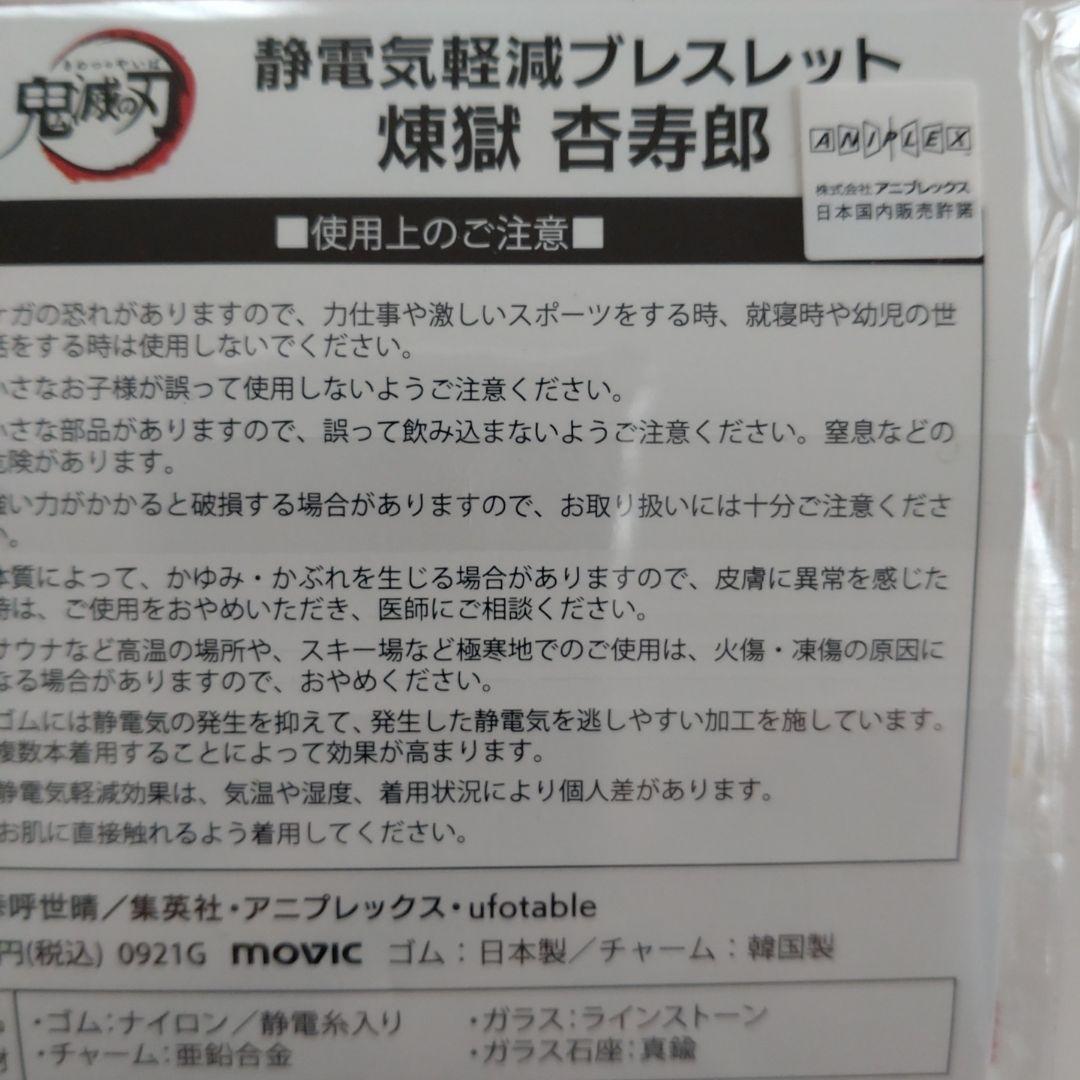 きめつのやいば
鬼滅の刃
静電気軽減ブレスレット
煉獄 杏寿郎
ANIPLEX
株式会社アニプレックス
日本国内販売許諾
■使用上のご注意■
ケガの恐れがありますので、力仕事や激しいスポーツをする時、就寝時や幼児の世
話をする時は使用しないでください。
小さなお子様が誤って使用しないようご注意ください。
小さな部品がありますので、誤って飲み込まないようご注意ください。窒息などの
危険があります。
強い力がかかると破損する場合がありますので、お取り扱いには十分ご注意くださ
い。
体質によって、かゆみ・かぶれを生じる場合がありますので、皮膚に異常を感じた
時は、ご使用をおやめいただき、医師にご相談ください。
サウナなど高温の場所や、スキー場など極寒地でのご使用は、火傷・凍傷の原因に
なる場合がありますので、おやめください。
ゴムには静電気の発生を抑えて、発生した静電気を逃しやすい加工を施しています。
複数本着用することによって効果が高まります。
静電気軽減効果は、気温や湿度、着用状況により個人差があります。
お肌に直接触れるよう着用してください。
呼世晴／集英社・アニプレックス・ufotable
円(税込) 0921G movic ゴム：日本製／チャーム：韓国製
・ゴム：ナイロン／静電糸入り ・ガラス：ラインストーン
・チャーム：亜鉛合金 ・ガラス石座：真鍮